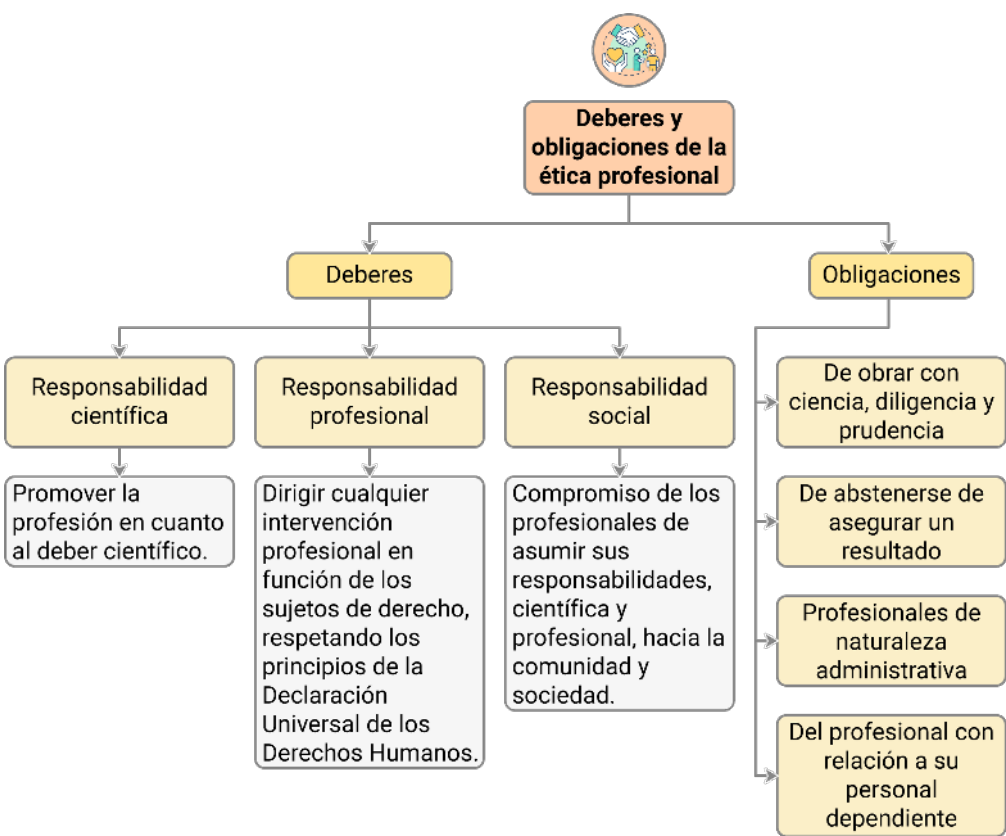 Deberes y
obligaciones de la
ética profesional
Deberes
Obligaciones
Responsabilidad
científica
Promover la
profesión en cuanto
al deber científico.
Responsabilidad
profesional
Dirigir cualquier
intervención
profesional en
función de los
sujetos de derecho,
respetando los
principios de la
Declaración
Universal de los
Derechos Humanos.
Responsabilidad
social
Compromiso de los
profesionales de
asumir sus
responsabilidades,
científica y
profesional, hacia la
comunidad y
sociedad.
De obrar con
ciencia, diligencia y
prudencia
De abstenerse de
asegurar un
resultado
Profesionales de
naturaleza
administrativa
Del profesional con
relación a su
personal
dependiente